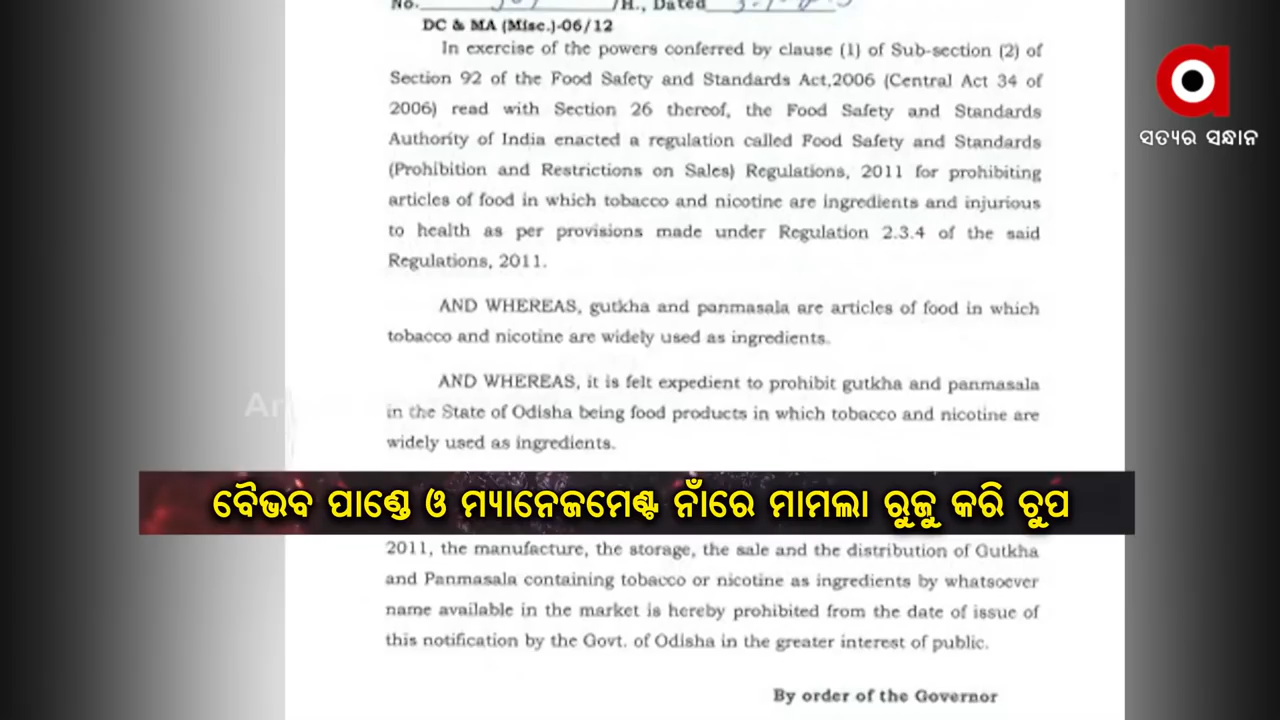 No. /H., Dated
DC & MA (Misc.)-06/12
In exercise of the powers conferred by clause (1) of Sub-section (2) of
Section 92 of the Food Safety and Standards Act,2006 (Central Act 34 of
2006) read with Section 26 thereof, the Food Safety and Standards
Authority of India enacted a regulation called Food Safety and Standards
(Prohibition and Restrictions on Sales) Regulations, 2011 for prohibiting
articles of food in which tobacco and nicotine are ingredients and injurious
to health as per provisions made under Regulation 2.3.4 of the said
Regulations, 2011.
AND WHEREAS, gutkha and panmasala are articles of food in which
tobacco and nicotine are widely used as ingredients.
AND WHEREAS, it is felt expedient to prohibit gutkha and panmasala
in the State of Odisha being food products in which tobacco and nicotine are
widely used as ingredients.
ବୈଭବ ପାଣ୍ଡେ ଓ ମ୍ୟାନେଜମେଣ୍ଟ ନାଁରେ ମାମଲା ରୁଜୁ କରି ଚୁପ
2011, the manufacture, the storage, the sale and the distribution of Gutkha
and Panmasala containing tobacco or nicotine as ingredients by whatsoever
name available in the market is hereby prohibited from the date of issue of
this notification by the Govt. of Odisha in the greater interest of public.
By order of the Governor
ସତ୍ୟର ସନ୍ଧାନ